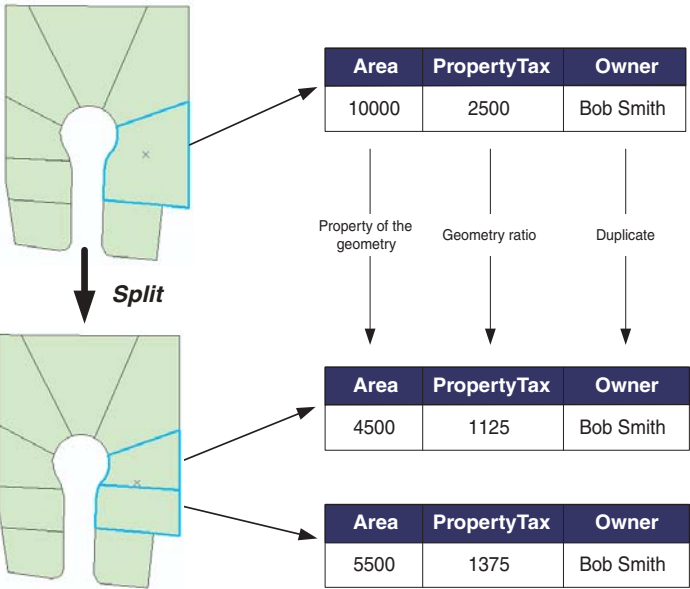 Area PropertyTax Owner
10000 2500 Bob Smith
Property of the
geometry
Geometry ratio
Duplicate
Split
Area PropertyTax Owner
4500 1125 Bob Smith
Area PropertyTax Owner
5500 1375 Bob Smith